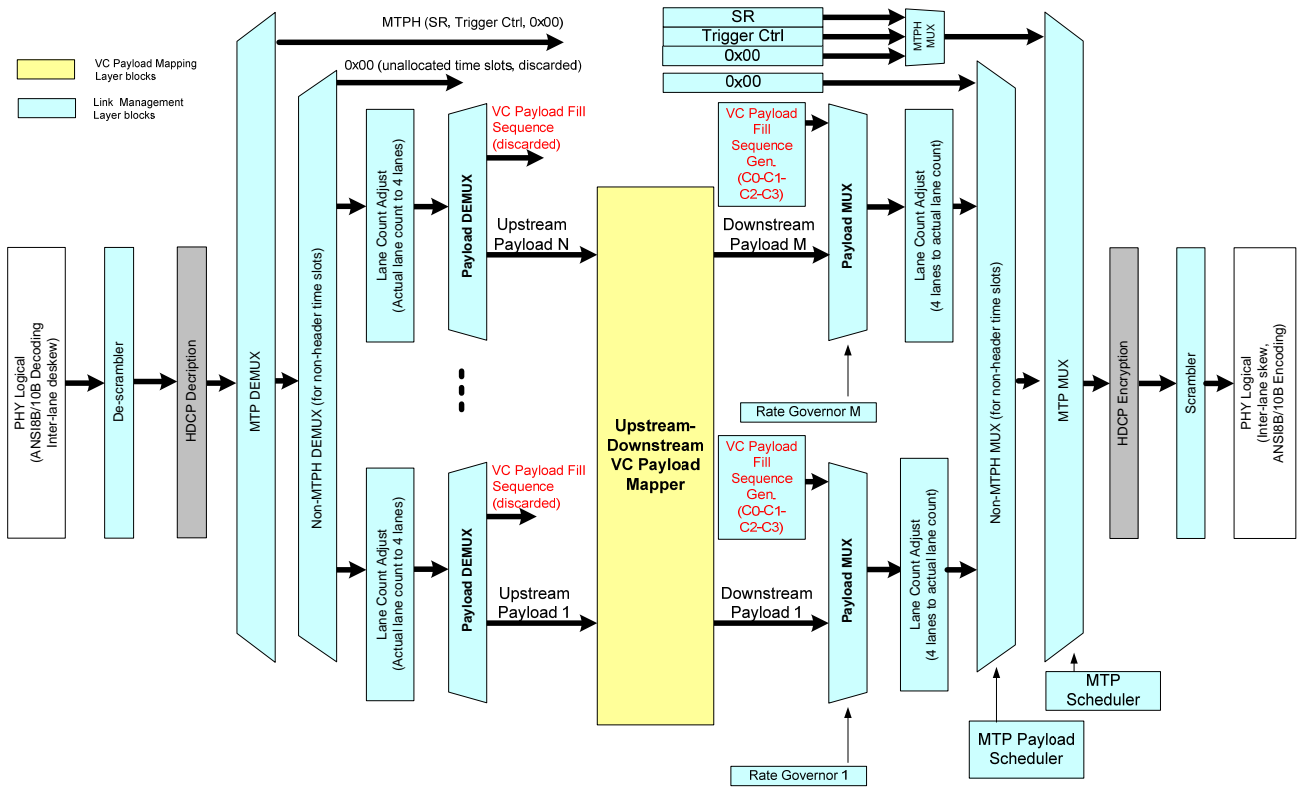 VC Payload Mapping
Layer blocks
Link Management
Layer blocks
PHY Logical
(ANSI8B/10B Decoding
Inter-lane deskew)
De-scrambler
HDCP Decription
MTP DEMUX
MTPH (SR, Trigger Ctrl, 0x00)
0x00 (unallocated time slots, discarded)
Non-MTPH DEMUX (for non-header time slots)
Lane Count Adjust
(Actual lane count to 4 lanes)
Payload DEMUX
VC Payload Fill
Sequence
(discarded)
Upstream
Payload N
Lane Count Adjust
(Actual lane count to 4 lanes)
Payload DEMUX
VC Payload Fill
Sequence
(discarded)
Upstream
Payload 1
Upstream-
Downstream
VC Payload
Mapper
SR
Trigger Ctrl
0x00
MTPH
MUX
0x00
VC Payload
Fill
Sequence
Gen.
(C0-C1-
C2-C3)
Downstream
Payload M
Payload MUX
Lane Count Adjust
(4 lanes to actual lane count)
Rate Governor M
VC Payload
Fill
Sequence
Gen.
(C0-C1-
C2-C3)
Downstream
Payload 1
Payload MUX
Lane Count Adjust
(4 lanes to actual lane count)
Rate Governor 1
Non-MTPH MUX (for non-header time slots)
MTP Payload
Scheduler
MTP MUX
MTP
Scheduler
HDCP Encryption
Scrambler
PHY Logical
(Inter-lane skew,
ANSI8B/10B Encoding)